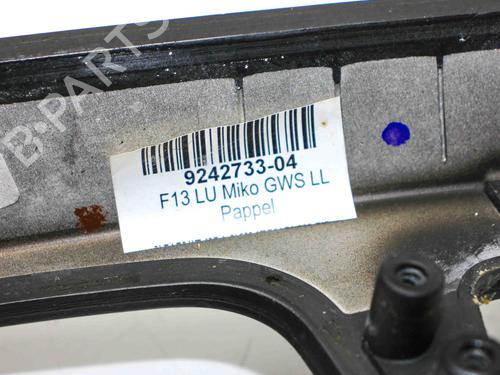 B-PARTS
9242733-04
F13 LU Miko GWS LL
Pappel